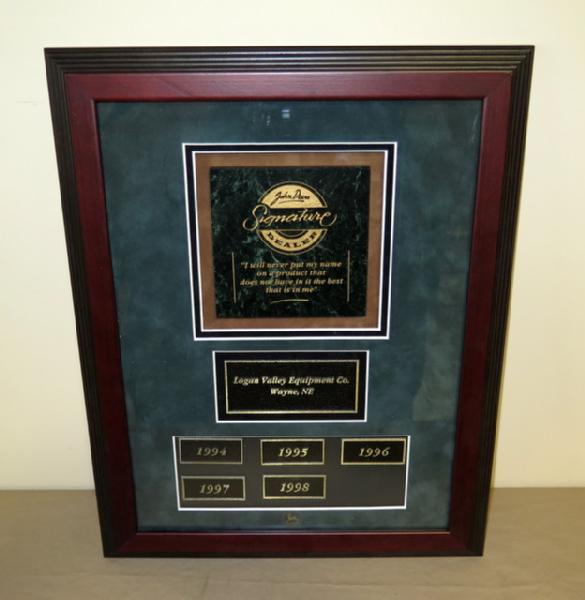 John Deere
Signature
DEALER
"I will never put my name
on a product that
does not have in it the best
that is in me"
Logan Valley Equipment Co.
Wayne, NE
1994 1995 1996
1997 1998